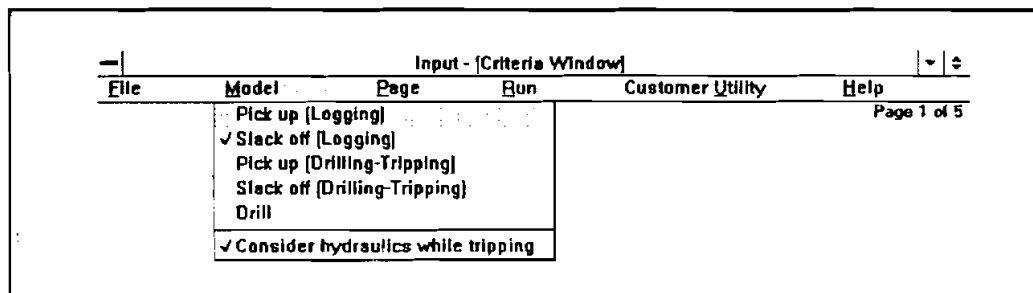 Input - [Criteria Window]
File Model Page Run Customer Utility Help
Page 1 of 5
Pick up (Logging)
✓ Slack off (Logging)
Pick up (Drilling-Tripping)
Slack off (Drilling-Tripping)
Drill
✓ Consider hydraulics while tripping